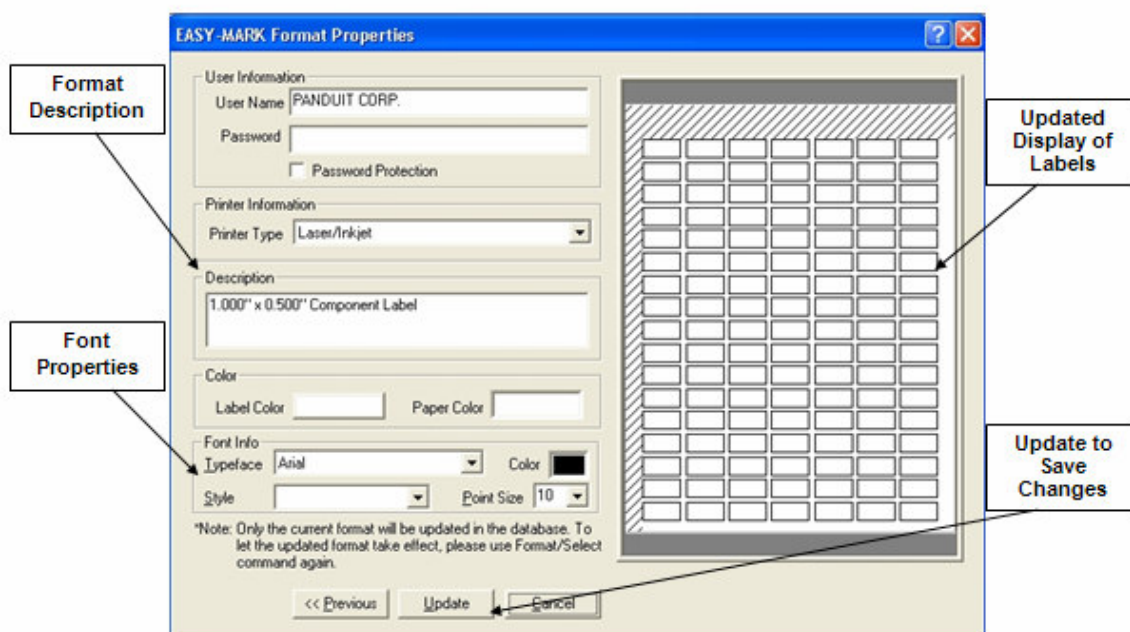 EASY-MARK Format Properties
?
Format
Description
User Information
User Name PANDUIT CORP.
Password
Password Protection
Updated
Display of
Labels
Printer Information
Printer Type Laser/Inkjet
Description
1.000" x 0.500" Component Label
Font
Properties
Color
Label Color Paper Color
Font Info
Typeface Arial Color
Style Point Size 10
Update to
Save
Changes
*Note: Only the current format will be updated in the database. To
let the updated format take effect, please use Format/Select
command again.
<< Previous Update Cancel